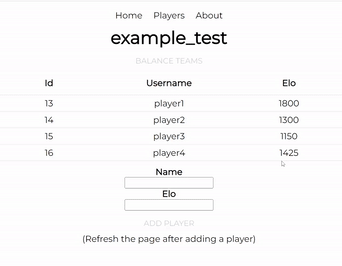 Home Players About
example_test
BALANCE TEAMS
Id Username Elo
13 player1 1800
14 player2 1300
15 player3 1150
16 player4 1425
Name
Elo
ADD PLAYER
(Refresh the page after adding a player)